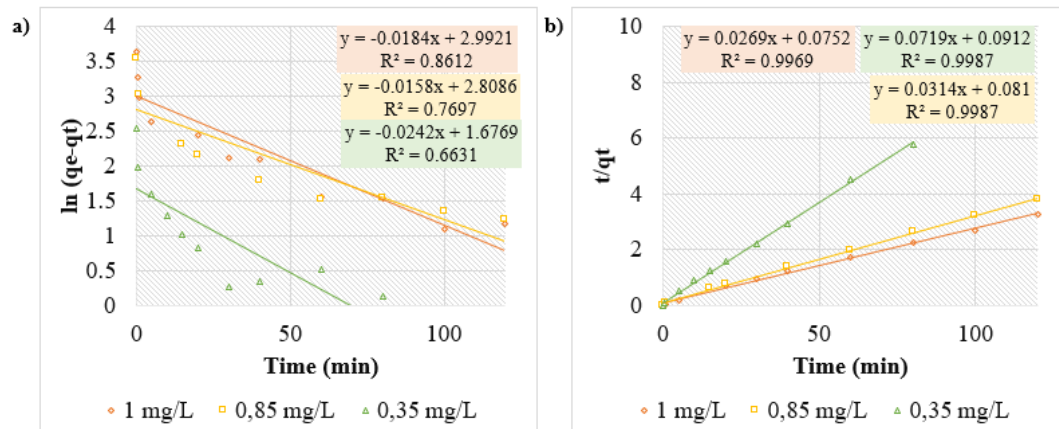 a)
ln (qe-qt)
4
3.5
3
2.5
2
1.5
1
0.5
0
y = -0.0184x + 2.9921
R² = 0.8612
y = -0.0158x + 2.8086
R² = 0.7697
y = -0.0242x + 1.6769
R² = 0.6631
0 50 100
Time (min)
1 mg/L 0,85 mg/L 0,35 mg/L
b)
t/qt
10
8
6
4
2
0
y = 0.0269x + 0.0752
R² = 0.9969
y = 0.0719x + 0.0912
R² = 0.9987
y = 0.0314x + 0.081
R² = 0.9987
0 50 100
Time (min)
1 mg/L 0,85 mg/L 0,35 mg/L